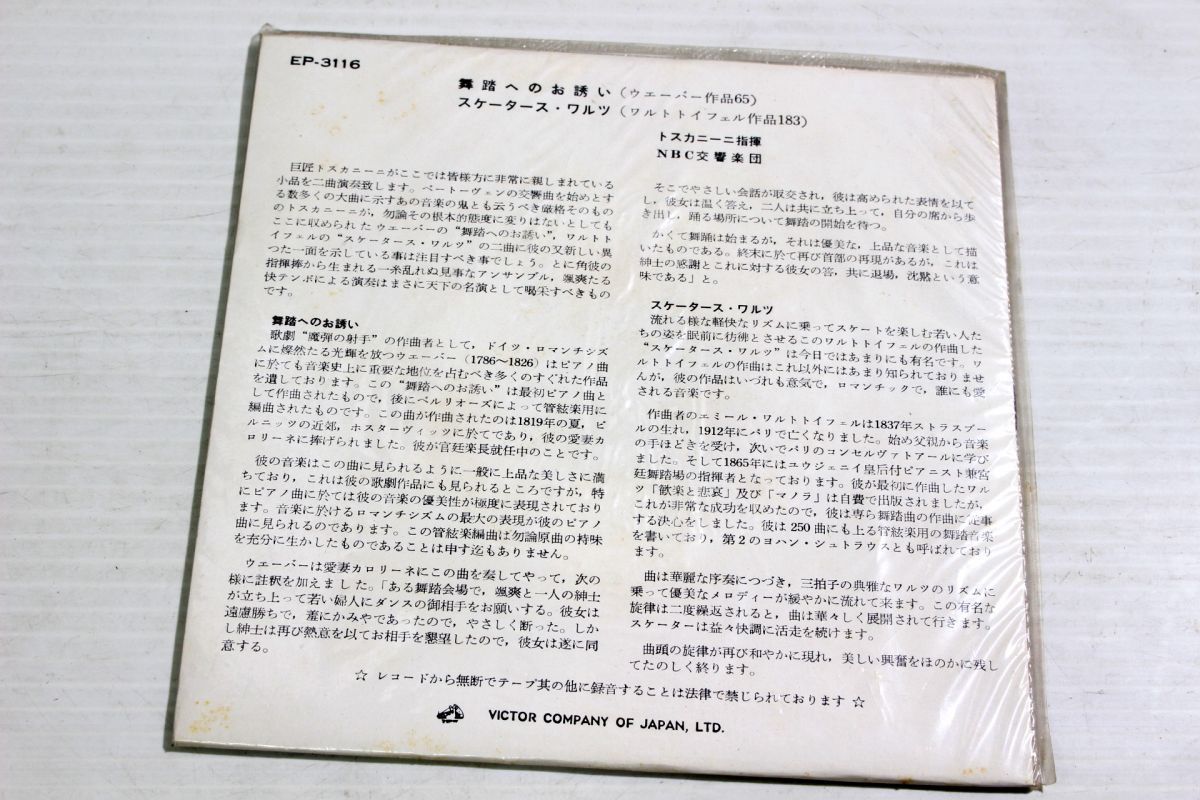 EP-3116
舞踏へのお誘い（ウエーバー作品65）
スケータース・ワルツ（ワルトトイフェル作品183）
トスカニーニ指揮
NBC交響楽団
巨匠トスカニーニがここでは皆様方に非常に親しまれている
小品を二曲演奏致します。ベートーヴェンの交響曲を始めとす
る数多くの大曲に示すあの音楽の鬼とも云うべき厳格そのもの
のトスカニーニが，勿論その根本的態度に変りはないとしても
ここに収められた ウエーバーの “舞踏へのお誘い”，ワルトト
イフェルの “スケータース・ワルツ” の二曲に彼の又新しい異
つた一面を示している事は注目すべき事でしょう。とに角彼の
指揮捧から生まれる一糸乱れぬ見事なアンサンブル，颯爽たる
快テンポによる演奏はまさに天下の名演として喝采すべきもの
です。
舞踏へのお誘い
歌劇 “魔弾の射手” の作曲者として，ドイツ・ロマンチシズ
ムに燦然たる光輝を放つウエーバー（1786～1826）はピアノ曲
に於ても音楽史上に重要な地位を占むべき多くのすぐれた作品
を遺しております。この “舞踏へのお誘い” は最初ピアノ曲と
して作曲されたもので，後にベルリオーズによって管絃楽用に
編曲されたものです。この曲が作曲されたのは1819年の夏，ピ
ルニッツの近郊，ホスターヴィッツに於てであり，彼の愛妻カ
ロリーネに捧げられました。彼が宮廷楽長就任中のことです。
彼の音楽はこの曲に見られるように一般に上品な美しさに満
ちており，これは彼の歌劇作品にも見られるところですが，特
にピアノ曲に於ては彼の音楽の優美性が極度に表現されており
ます。音楽に於けるロマンチシズムの最大の表現が彼のピアノ
曲に見られるのであります。この管絃楽編曲は勿論原曲の特味
を充分に生かしたものであることは申す迄もありません。
ウエーバーは愛妻カロリーネにこの曲を奏してやって，次の
様に註釈を加えました。「ある舞踏会場で，颯爽と一人の紳士
が立ち上って若い婦人にダンスの御相手をお願いする。彼女は
遠慮勝ちで，羞にかみやであったので，やさしく断った。しか
し紳士は再び熱意を以てお相手を懇望したので，彼女は遂に同
意する。
そこでやさしい会話が取交され，彼は高められた表情を以て
し，彼女は温く答え，二人は共に立ち上って，自分の席から歩
き出し，踊る場所について舞踏の開始を待つ。
かくて舞踊は始まるが，それは優美な，上品な音楽として描
いたものである。終末に於て再び首部の再現があるが，これは
紳士の感謝とこれに対する彼女の答，共に退場，沈黙という意
味である」と。
スケータース・ワルツ
流れる様な軽快なリズムに乗ってスケートを楽しむ若い人た
ちの姿を眼前に彷彿とさせるこのワルトトイフェルの作曲した
“スケータース・ワルツ” は今日ではあまりにも有名です。ワ
ルトトイフェルの作曲はこれ以外にはあまり知られておりませ
んが，彼の作品はいづれも意気で，ロマンチックで，誰にも愛
される音楽です。
作曲者のエミール・ワルトトイフェルは1837年ストラスブー
ルの生れ，1912年にパリで亡くなりました。始め父親から音楽
の手ほどきを受け，次いでパリのコンセルヴァトアールに学び
ました。そして1865年にはユウジェニイ皇后付ピアニスト兼宮
廷舞踏場の指揮者となっております。彼が最初に作曲したワル
ツ「歓楽と悲哀」及び「マノラ」は自費で出版されましたが，
これが非常な成功を収めたので，彼は専ら舞踏曲の作曲に従事
する決心をしました。彼は 250 曲にも上る管絃楽用の舞踏音楽
を書いており，第２のヨハン・シュトラウスとも呼ばれており
ます。
曲は華麗な序奏につづき，三拍子の典雅なワルツのリズムに
乗って優美なメロディーが緩やかに流れて来ます。この有名な
旋律は二度繰返されると，曲は華々しく展開されて行きます。
スケーターは益々快調に活走を続けます。
曲頭の旋律が再び和やかに現れ，美しい興奮をほのかに残し
てたのしく終ります。
☆ レコードから無断でテープ其の他に録音することは法律で禁じられております ☆
VICTOR COMPANY OF JAPAN, LTD.